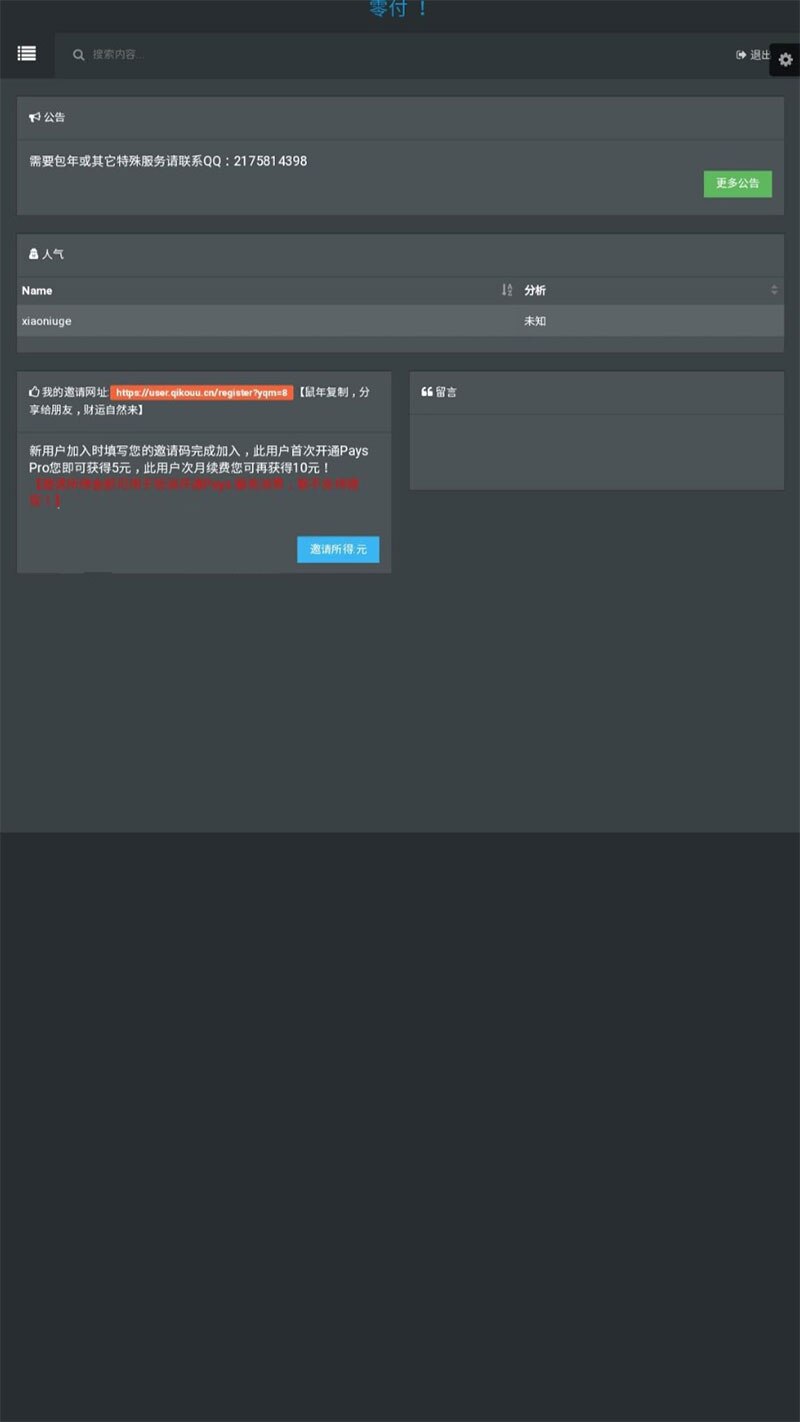 零付 ！
搜索内容...
退出
公告
需要包年或其它特殊服务请联系QQ：2175814398
更多公告
人气
Name
分析
xiaoniuge
未知
我的邀请网址: https://user.qikouu.cn/register?yqm=8 【鼠年复制，分
享给朋友，财运自然来】
留言
新用户加入时填写您的邀请码完成加入，此用户首次开通Pays
Pro您即可获得5元，此用户次月续费您可再获得10元！
邀请所得 元